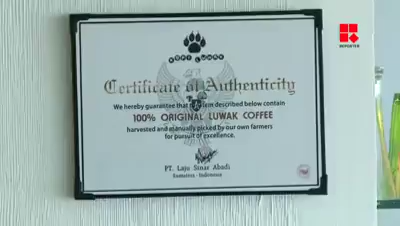 REPORTER
KOPI LUWAK
Certificate of Authenticity
We hereby guarantee that the item described below contain
100% ORIGINAL LUWAK COFFEE
harvested and manually picked by our own farmers
for pursuit of excellence.
PT. Laju Sinar Abadi
Sumatra - Indonesia